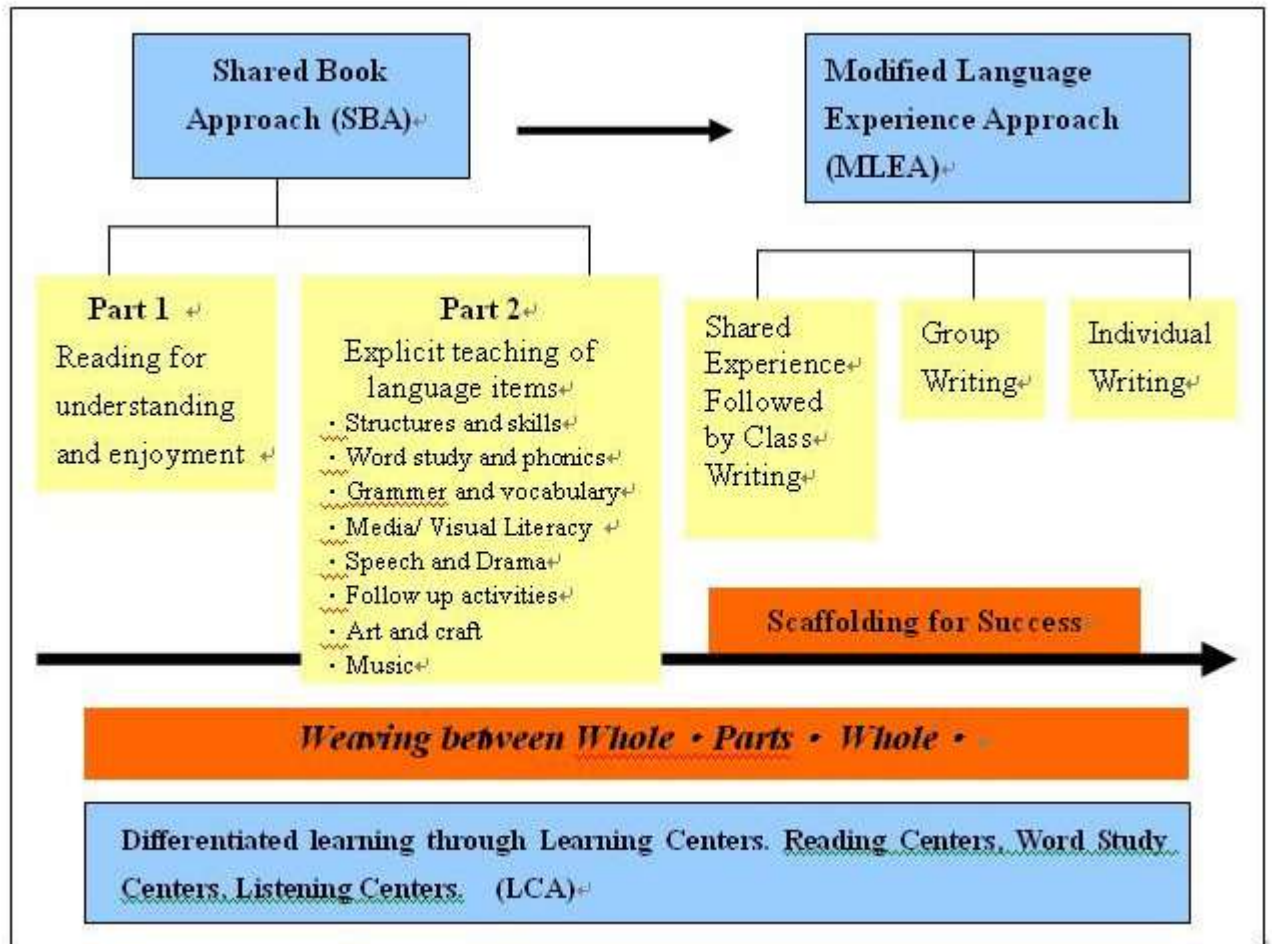 Shared Book
Approach (SBA)
Modified Language
Experience Approach
(MLEA)
Part 1
Reading for
understanding
and enjoyment
Part 2
Explicit teaching of
language items
· Structures and skills
· Word study and phonics
· Grammer and vocabulary
· Media/ Visual Literacy
· Speech and Drama
· Follow up activities
· Art and craft
· Music
Shared
Experience
Followed
by Class
Writing
Group
Writing
Individual
Writing
Scaffolding for Success
Weaving between Whole • Parts • Whole •
Differentiated learning through Learning Centers. Reading Centers, Word Study
Centers, Listening Centers. (LCA)